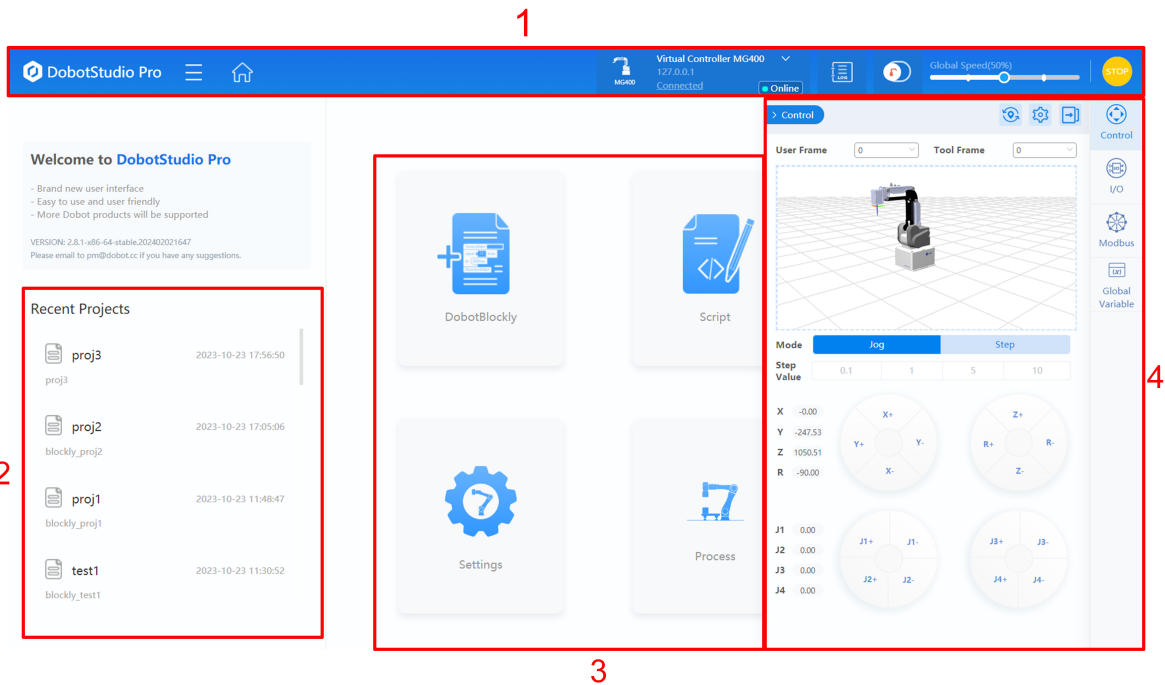 1
DobotStudio Pro
MG400
Virtual Controller MG400
127.0.0.1
Connected
Online
LOG
Global Speed(50%)
STOP
Welcome to DobotStudio Pro
- Brand new user interface
- Easy to use and user friendly
- More Dobot products will be supported
VERSION: 2.8.1-x86-64-stable.202402021647
Please email to pm@dobot.cc if you have any suggestions.
2
Recent Projects
proj3 2023-10-23 17:56:50
proj3
proj2 2023-10-23 17:05:06
blockly_proj2
proj1 2023-10-23 11:48:47
blockly_proj1
test1 2023-10-23 11:30:52
blockly_test1
DobotBlockly
Script
Settings
Process
3
> Control
User Frame 0 Tool Frame 0
Mode Jog Step
Step
Value 0.1 1 5 10
X -0.00
Y -247.53
Z 1050.51
R -90.00
X+
Y+ Y-
X-
Z+
R+ R-
Z-
J1 0.00
J2 0.00
J3 0.00
J4 0.00
J1+ J1-
J2+ J2-
J3+ J3-
J4+ J4-
Control
I/O
Modbus
(x)
Global
Variable
4